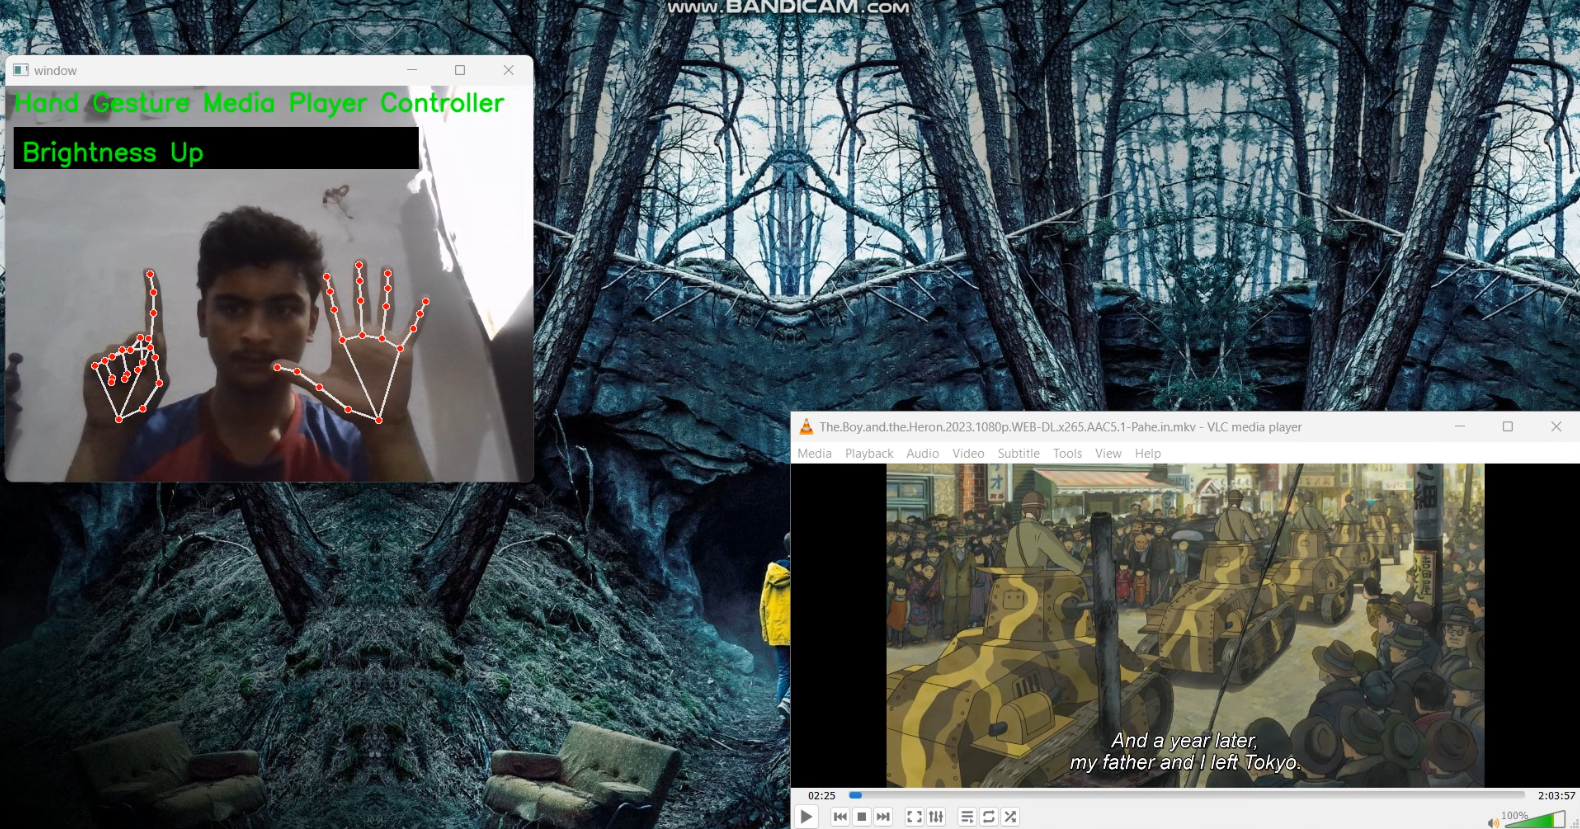 www.BANDICAM.com
window
Hand Gesture Media Player Controller
Brightness Up
The.Boy.and.the.Heron.2023.1080p.WEB-DL.x265.AAC5.1-Pahe.in.mkv - VLC media player
Media Playback Audio Video Subtitle Tools View Help
And a year later,
my father and I left Tokyo.
02:25
2:03:57
100%